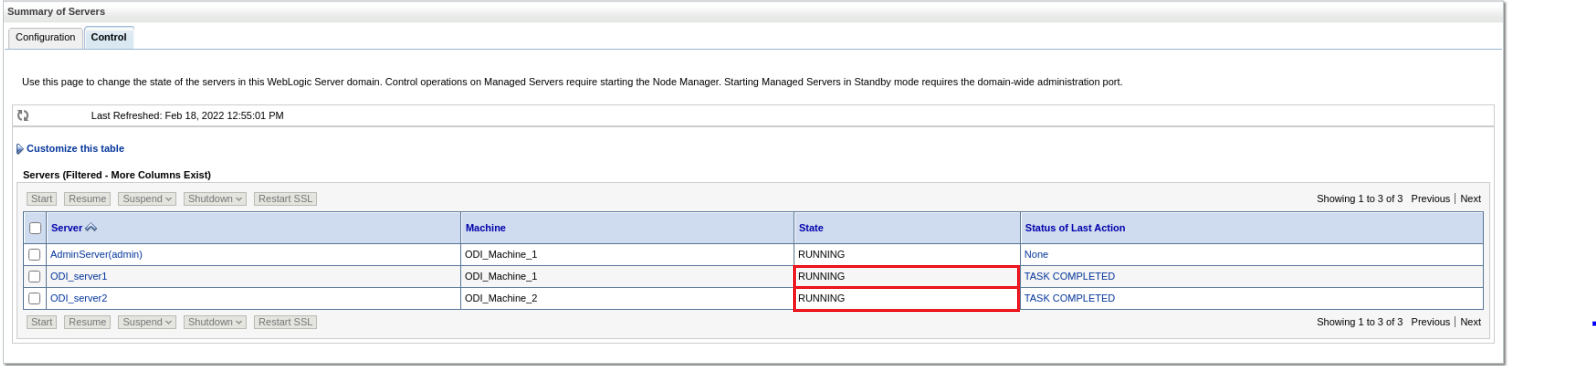 Summary of Servers
Configuration Control
Use this page to change the state of the servers in this WebLogic Server domain. Control operations on Managed Servers require starting the Node Manager. Starting Managed Servers in Standby mode requires the domain-wide administration port.
Last Refreshed: Feb 18, 2022 12:55:01 PM
Customize this table
Servers (Filtered - More Columns Exist)
Start Resume Suspend Shutdown Restart SSL Showing 1 to 3 of 3 Previous | Next
Server Machine State Status of Last Action
AdminServer(admin) ODI_Machine_1 RUNNING None
ODI_server1 ODI_Machine_1 RUNNING TASK COMPLETED
ODI_server2 ODI_Machine_2 RUNNING TASK COMPLETED
Start Resume Suspend Shutdown Restart SSL Showing 1 to 3 of 3 Previous | Next